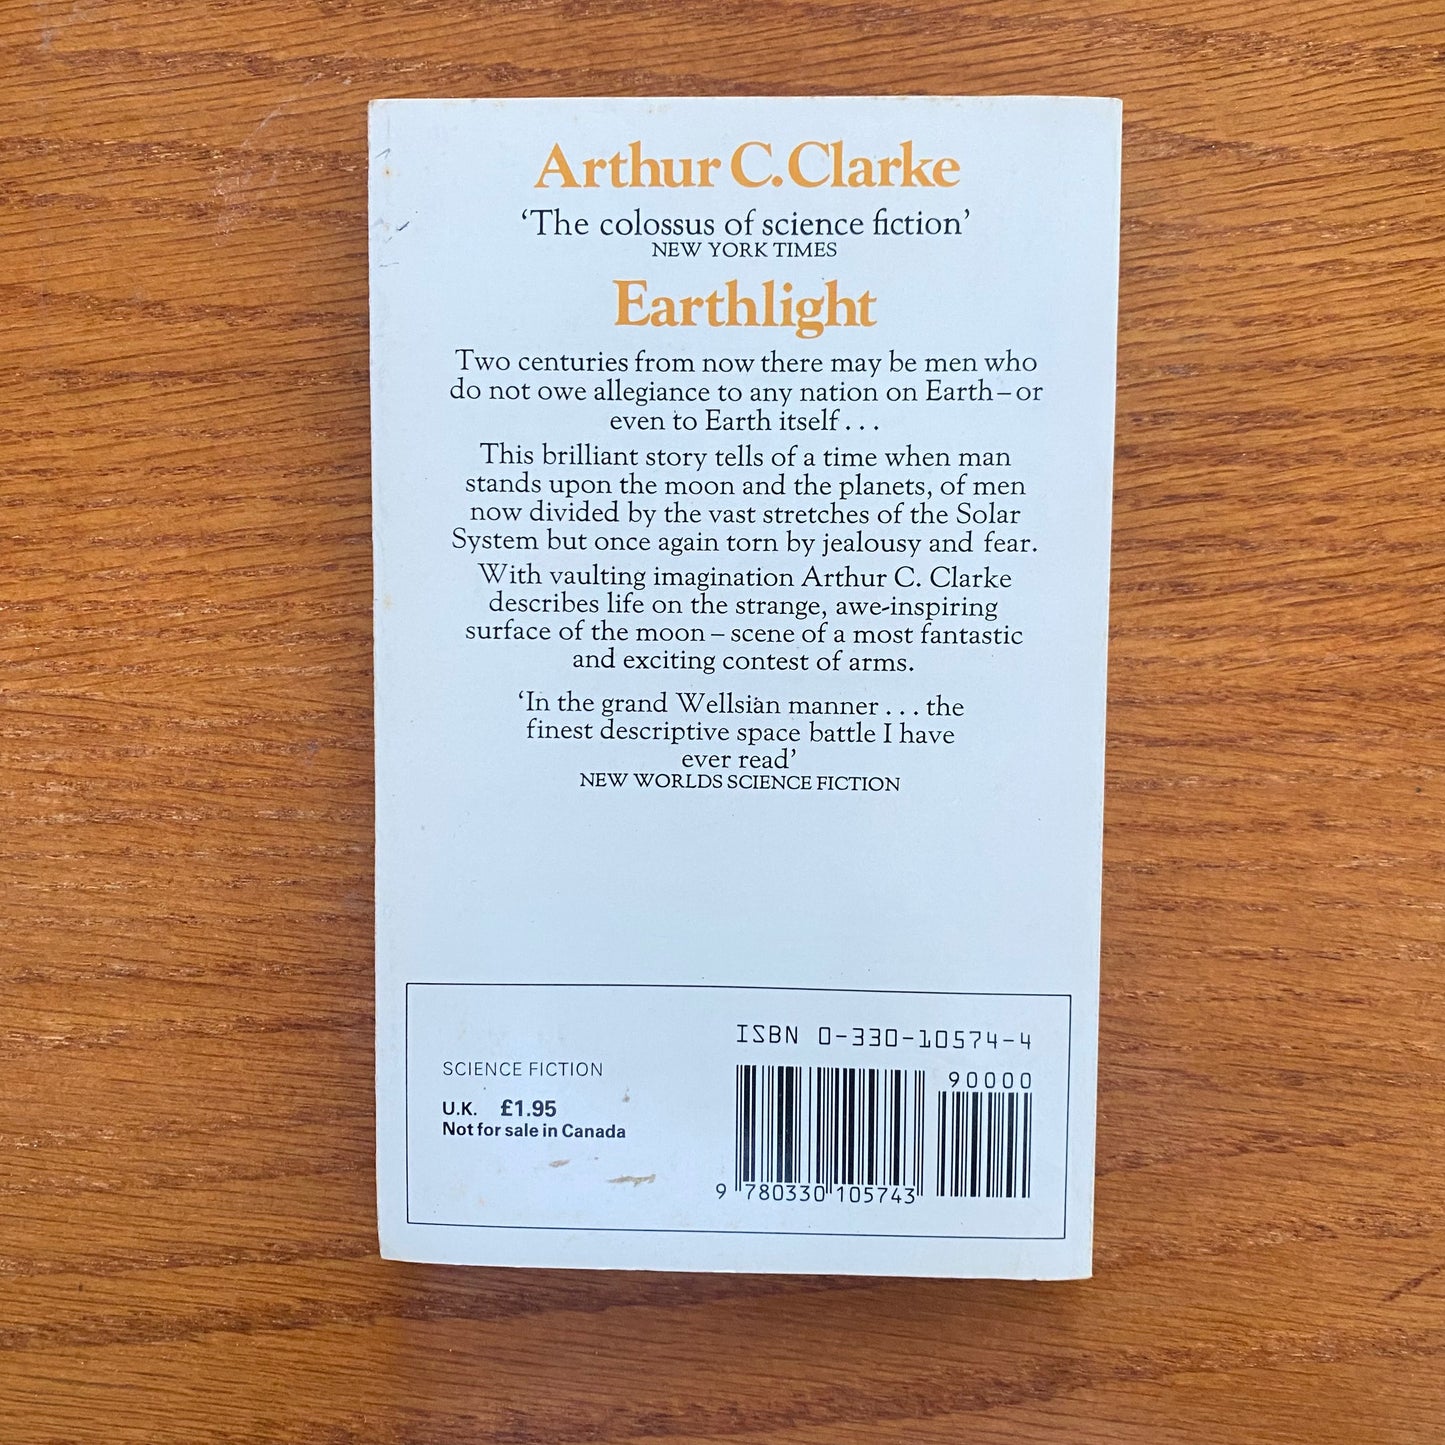 Arthur C. Clarke
‘The colossus of science fiction’
NEW YORK TIMES
Earthlight
Two centuries from now there may be men who
do not owe allegiance to any nation on Earth – or
even to Earth itself . . .
This brilliant story tells of a time when man
stands upon the moon and the planets, of men
now divided by the vast stretches of the Solar
System but once again torn by jealousy and fear.
With vaulting imagination Arthur C. Clarke
describes life on the strange, awe-inspiring
surface of the moon – scene of a most fantastic
and exciting contest of arms.
‘In the grand Wellsian manner . . . the
finest descriptive space battle I have
ever read’
NEW WORLDS SCIENCE FICTION
ISBN 0-330-10574-4
SCIENCE FICTION
90000
U.K. £1.95
Not for sale in Canada
9 780330 105743